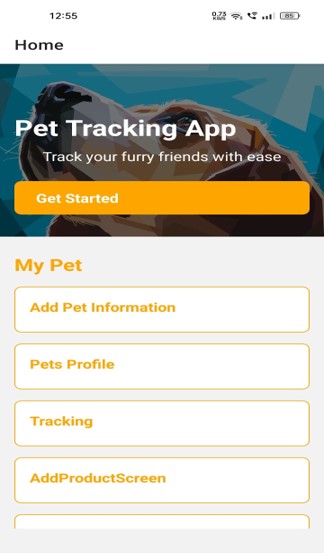 12:55
0.73
KB/S
85
Home
Pet Tracking App
Track your furry friends with ease
Get Started
My Pet
Add Pet Information
Pets Profile
Tracking
AddProductScreen